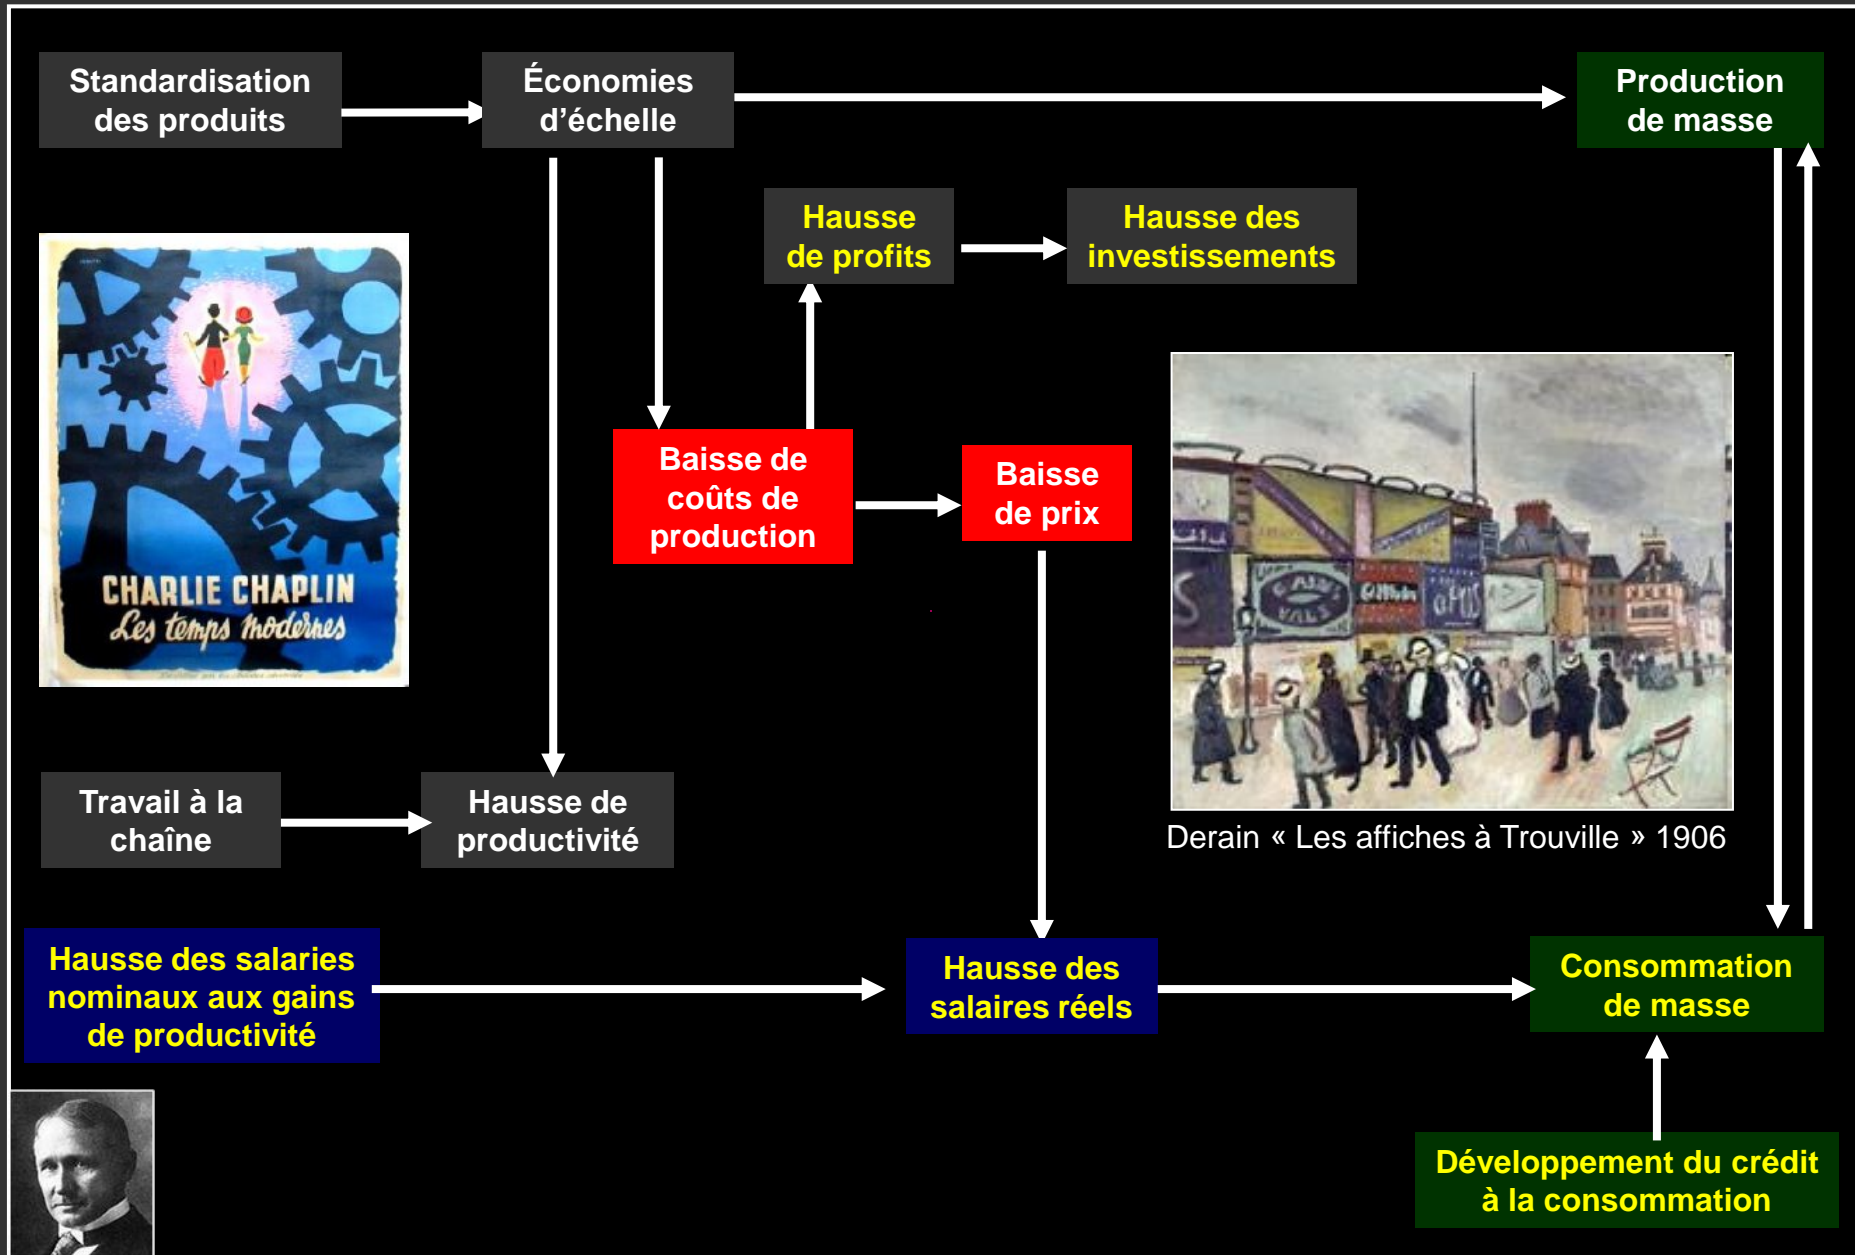 Standardisation
des produits
Économies
d’échelle
Production
de masse
Hausse
de profits
Hausse des
investissements
CHARLIE CHAPLIN
Les temps modernes
Baisse de
coûts de
production
Baisse
de prix
Derain « Les affiches à Trouville » 1906
Travail à la
chaîne
Hausse de
productivité
Hausse des salaries
nominaux aux gains
de productivité
Hausse des
salaires réels
Consommation
de masse
Développement du crédit
à la consommation